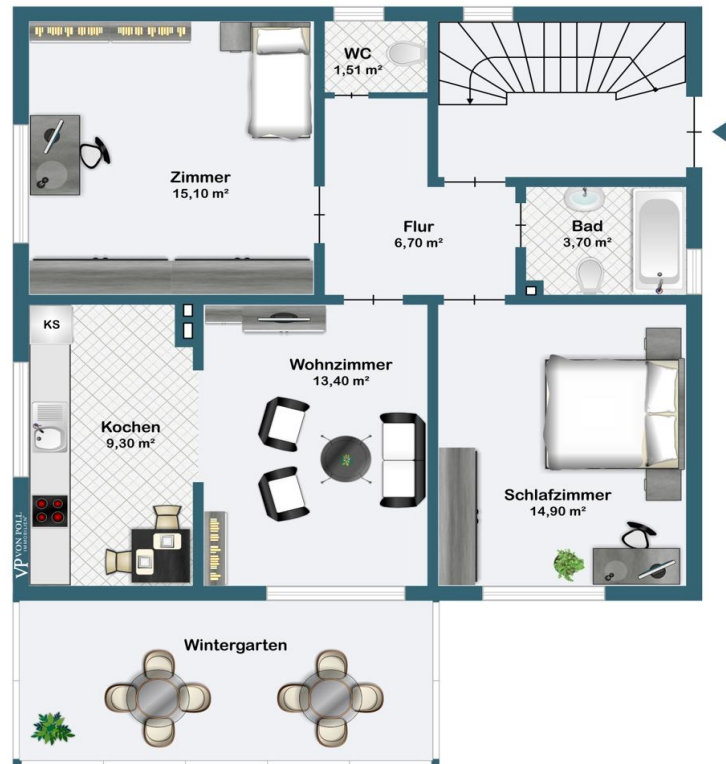 WC
1,51 m²
Zimmer
15,10 m²
Flur
6,70 m²
Bad
3,70 m²
KS
Wohnzimmer
13,40 m²
Kochen
9,30 m²
Schlafzimmer
14,90 m²
VP VON POLL
IMMOBILIEN
Wintergarten